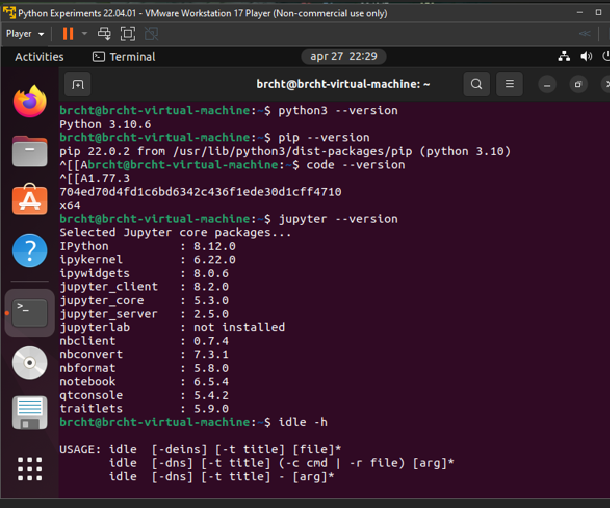 Python Experiments 22.04.01 - VMware Workstation 17 Player (Non-commercial use only)
Player
Activities
Terminal
apr 27 22:29
brcht@brcht-virtual-machine: ~
brcht@brcht-virtual-machine:~$ python3 --version
Python 3.10.6
brcht@brcht-virtual-machine:~$ pip --version
pip 22.0.2 from /usr/lib/python3/dist-packages/pip (python 3.10)
^[[Abrcht@brcht-virtual-machine:~$ code --version
^[[A1.77.3
704ed70d4fd1c6bd6342c436f1ede30d1cff4710
x64
brcht@brcht-virtual-machine:~$ jupyter --version
Selected Jupyter core packages...
IPython          : 8.12.0
ipykernel        : 6.22.0
ipywidgets       : 8.0.6
jupyter_client   : 8.2.0
jupyter_core     : 5.3.0
jupyter_server   : 2.5.0
jupyterlab       : not installed
nbclient         : 0.7.4
nbconvert        : 7.3.1
nbformat         : 5.8.0
notebook         : 6.5.4
qtconsole        : 5.4.2
traitlets        : 5.9.0
brcht@brcht-virtual-machine:~$ idle -h
USAGE: idle  [-deins] [-t title] [file]*
       idle  [-dns] [-t title] (-c cmd | -r file) [arg]*
       idle  [-dns] [-t title] - [arg]*